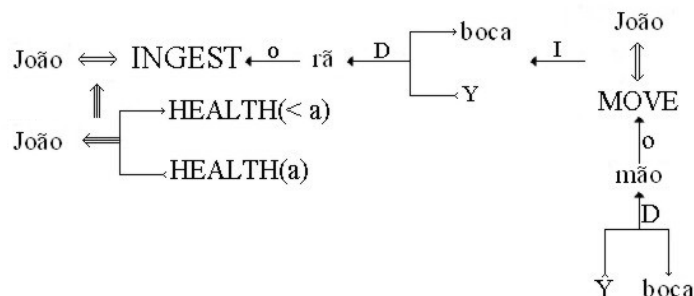 João
boca
João INGEST o rã D I
Y MOVE
HEALTH(< a)
o
João
HEALTH(a) mão
D
Y boca